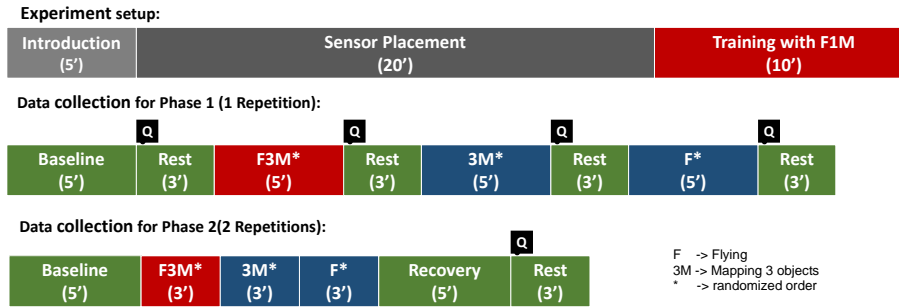 Experiment setup:
Introduction Sensor Placement Training with F1M
(5’) (20’) (10’)
Data collection for Phase 1 (1 Repetition):
Q Q Q Q
Baseline Rest F3M* Rest 3M* Rest F* Rest
(5’) (3’) (5’) (3’) (5’) (3’) (5’) (3’)
Data collection for Phase 2(2 Repetitions):
Q
Baseline F3M* 3M* F* Recovery Rest
(5’) (3’) (3’) (3’) (5’) (3’)
F -> Flying
3M -> Mapping 3 objects
* -> randomized order